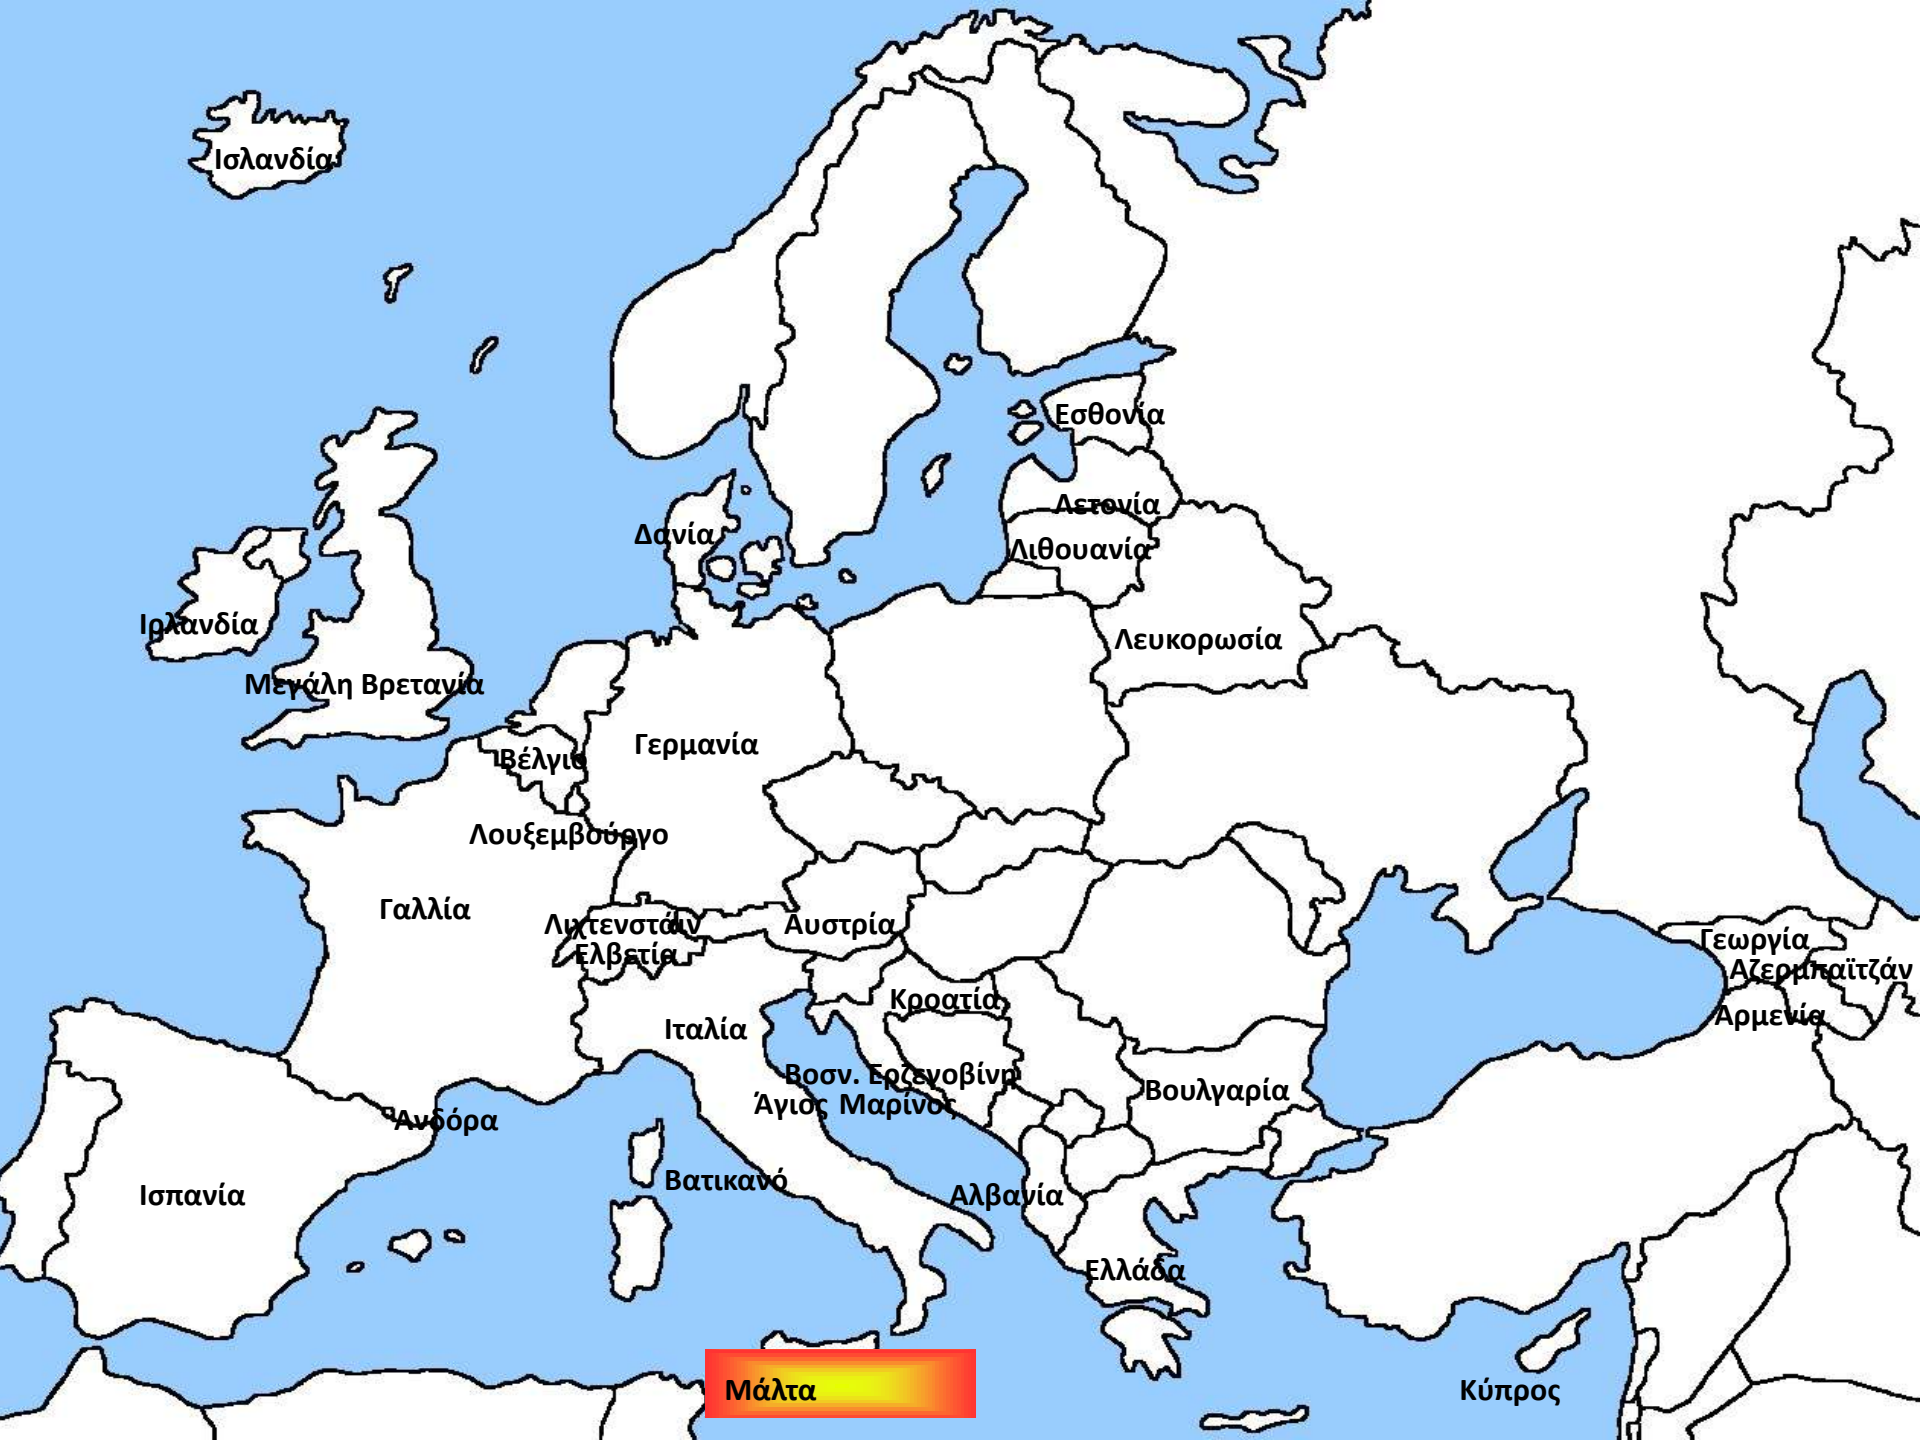 Ισλανδία
Εσθονία
Λετονία
Δανία
Λιθουανία
Ιρλανδία
Λευκορωσία
Μεγάλη Βρετανία
Γερμανία
Βέλγιο
Λουξεμβούργο
Γαλλία
Λιχτενστάιν
Αυστρία
Ελβετία
Γεωργία
Αζερμπαϊτζάν
Κροατία
Αρμενία
Ιταλία
Βοσν. Ερζεγοβίνη
Βουλγαρία
Άγιος Μαρίνος
Ανδόρα
Βατικανό
Ισπανία
Αλβανία
Ελλάδα
Μάλτα
Κύπρος